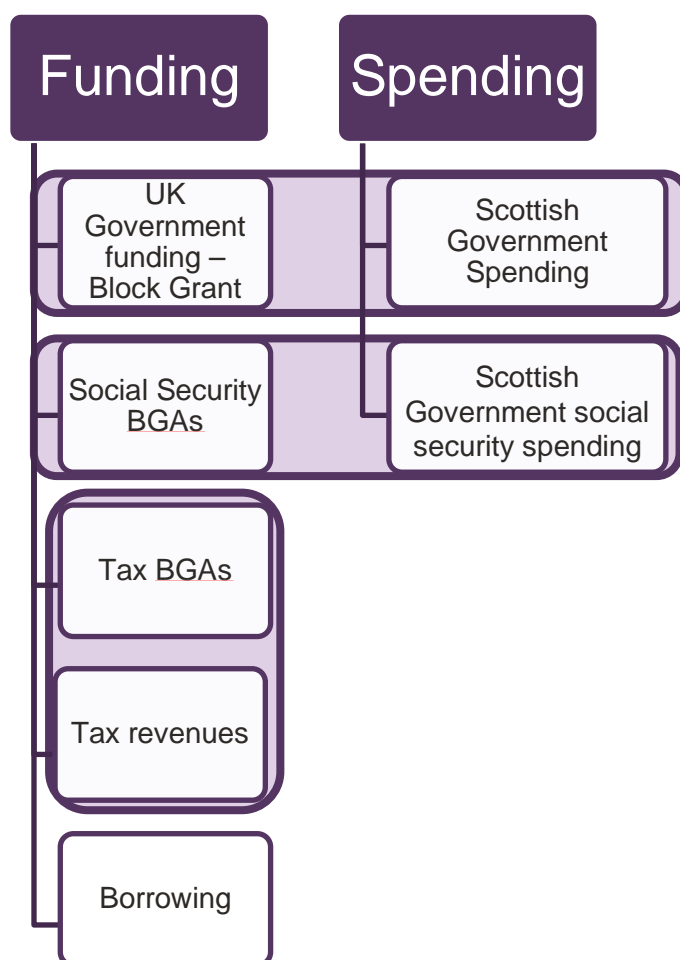 Funding
Spending
UK
Government
funding –
Block Grant
Scottish
Government
Spending
Social Security
BGAs
Scottish
Government social
security spending
Tax BGAs
Tax revenues
Borrowing